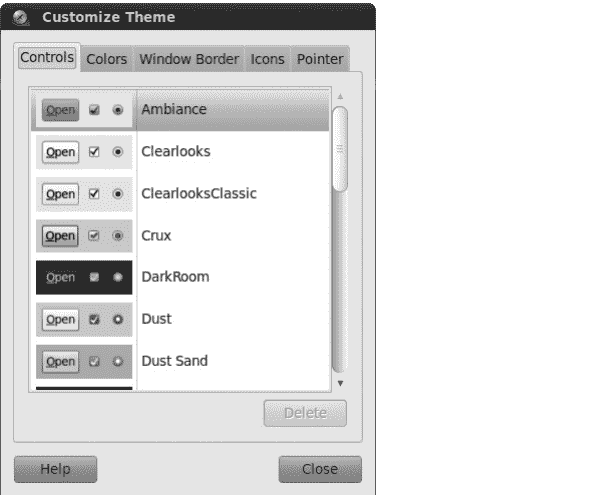 Customize Theme
Controls Colors Window Border Icons Pointer
Open Ambiance
Open Clearlooks
Open ClearlooksClassic
Open Crux
Open DarkRoom
Open Dust
Open Dust Sand
Delete
Help Close